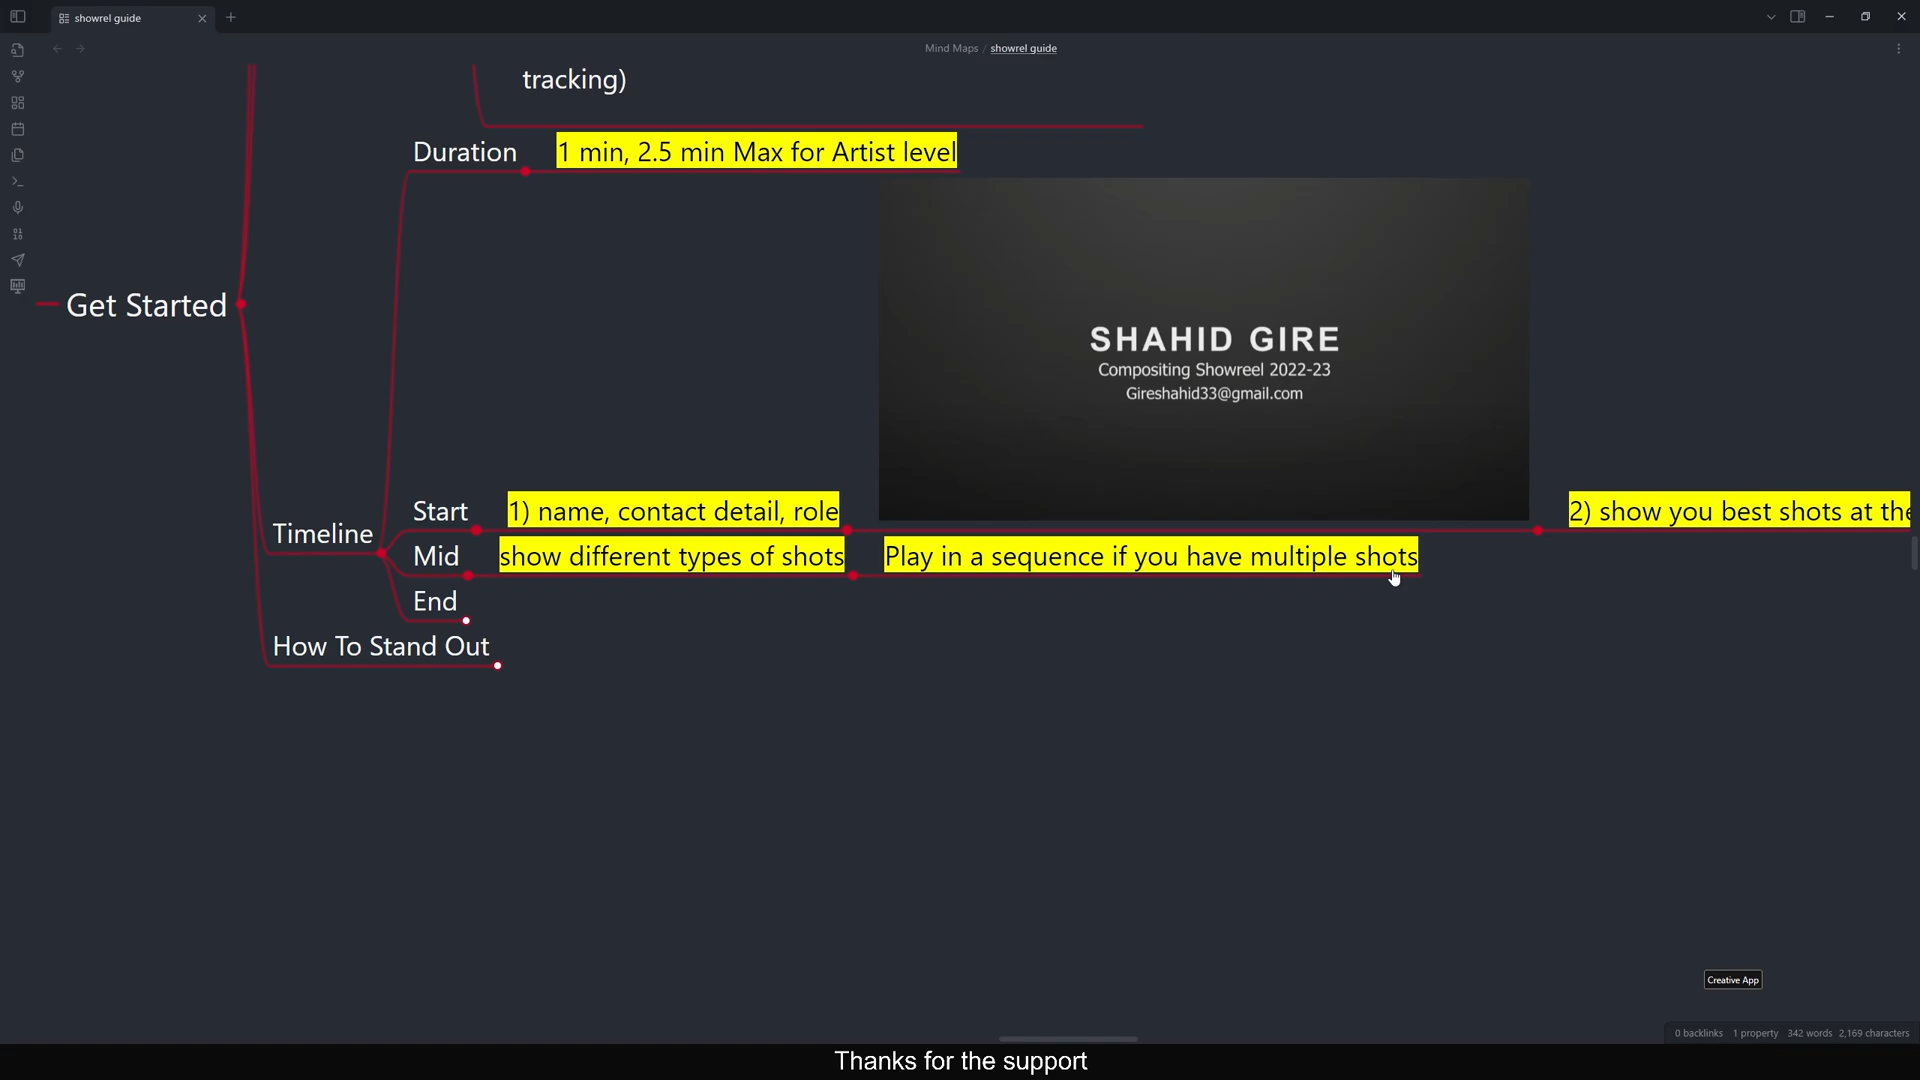 showrel guide
Mind Maps / showrel guide
tracking)
Duration
1 min, 2.5 min Max for Artist level
SHAHID GIRE
Compositing Showreel 2022-23
Gireshahid33@gmail.com
Get Started
Start
1) name, contact detail, role
2) show you best shots at the
Timeline
Mid
show different types of shots
Play in a sequence if you have multiple shots
End
How To Stand Out
Creative App
0 backlinks 1 property 342 words 2,169 characters
Thanks for the support